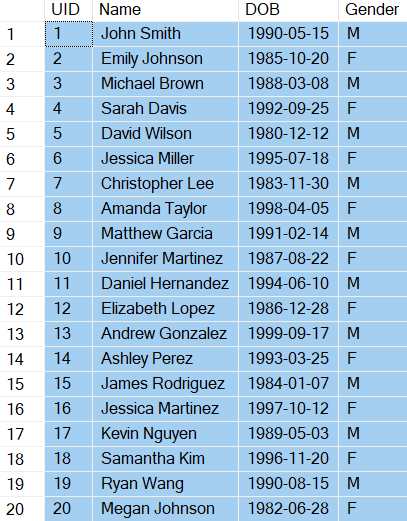 UID Name DOB Gender
1 1 John Smith 1990-05-15 M
2 2 Emily Johnson 1985-10-20 F
3 3 Michael Brown 1988-03-08 M
4 4 Sarah Davis 1992-09-25 F
5 5 David Wilson 1980-12-12 M
6 6 Jessica Miller 1995-07-18 F
7 7 Christopher Lee 1983-11-30 M
8 8 Amanda Taylor 1998-04-05 F
9 9 Matthew Garcia 1991-02-14 M
10 10 Jennifer Martinez 1987-08-22 F
11 11 Daniel Hernandez 1994-06-10 M
12 12 Elizabeth Lopez 1986-12-28 F
13 13 Andrew Gonzalez 1999-09-17 M
14 14 Ashley Perez 1993-03-25 F
15 15 James Rodriguez 1984-01-07 M
16 16 Jessica Martinez 1997-10-12 F
17 17 Kevin Nguyen 1989-05-03 M
18 18 Samantha Kim 1996-11-20 F
19 19 Ryan Wang 1990-08-15 M
20 20 Megan Johnson 1982-06-28 F